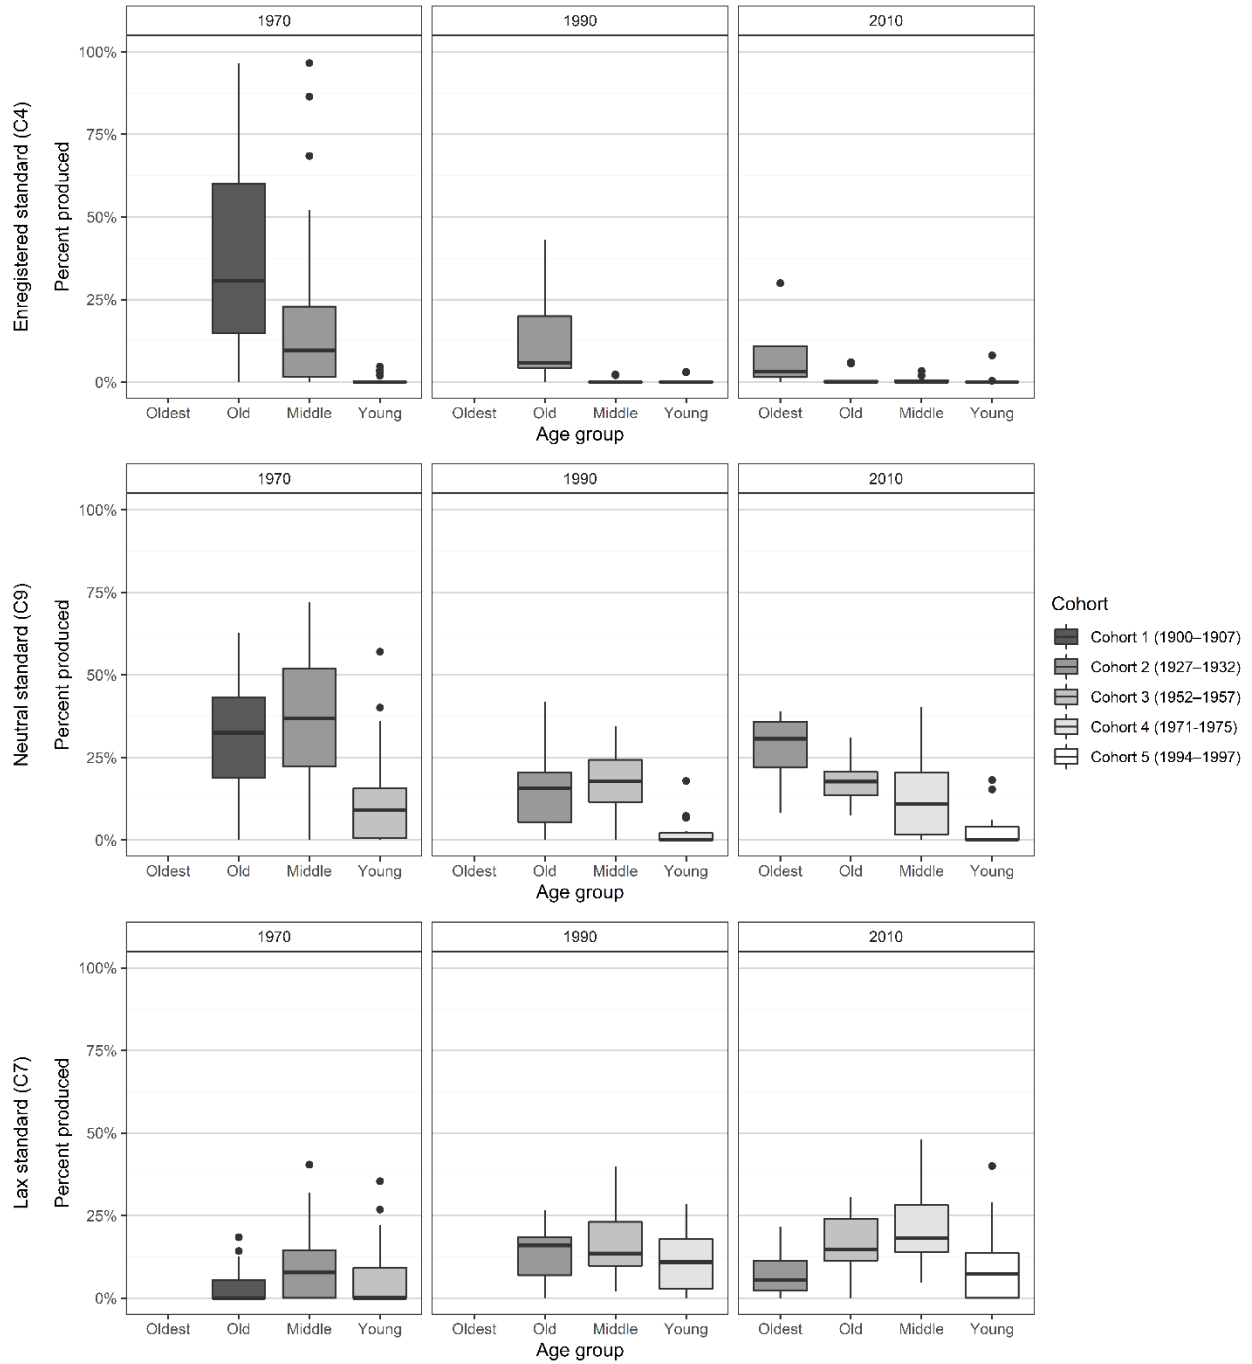 1970 1990 2010
Enregistered standard (C4)
Percent produced
100%
75%
50%
25%
0%
Oldest Old Middle Young Oldest Old Middle Young Oldest Old Middle Young
Age group
1970 1990 2010
Neutral standard (C9)
Percent produced
100%
75%
50%
25%
0%
Oldest Old Middle Young Oldest Old Middle Young Oldest Old Middle Young
Age group
Cohort
Cohort 1 (1900–1907)
Cohort 2 (1927–1932)
Cohort 3 (1952–1957)
Cohort 4 (1971-1975)
Cohort 5 (1994–1997)
1970 1990 2010
Lax standard (C7)
Percent produced
100%
75%
50%
25%
0%
Oldest Old Middle Young Oldest Old Middle Young Oldest Old Middle Young
Age group